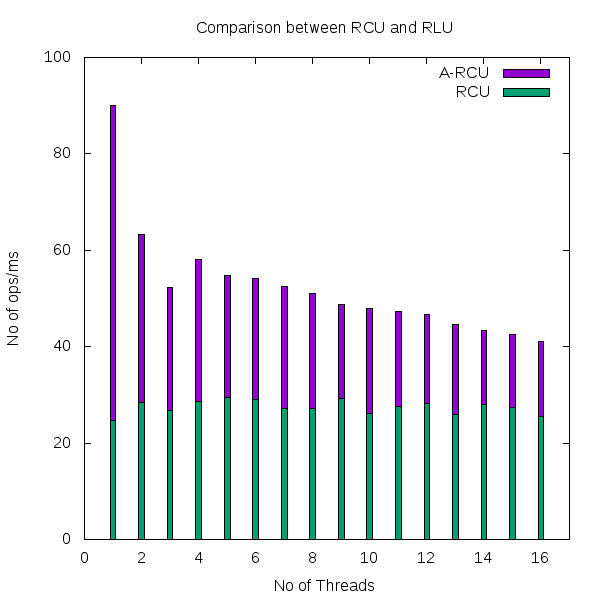 Comparison between RCU and RLU
A-RCU
RCU
100
80
60
40
20
0
No of ops/ms
0 2 4 6 8 10 12 14 16
No of Threads